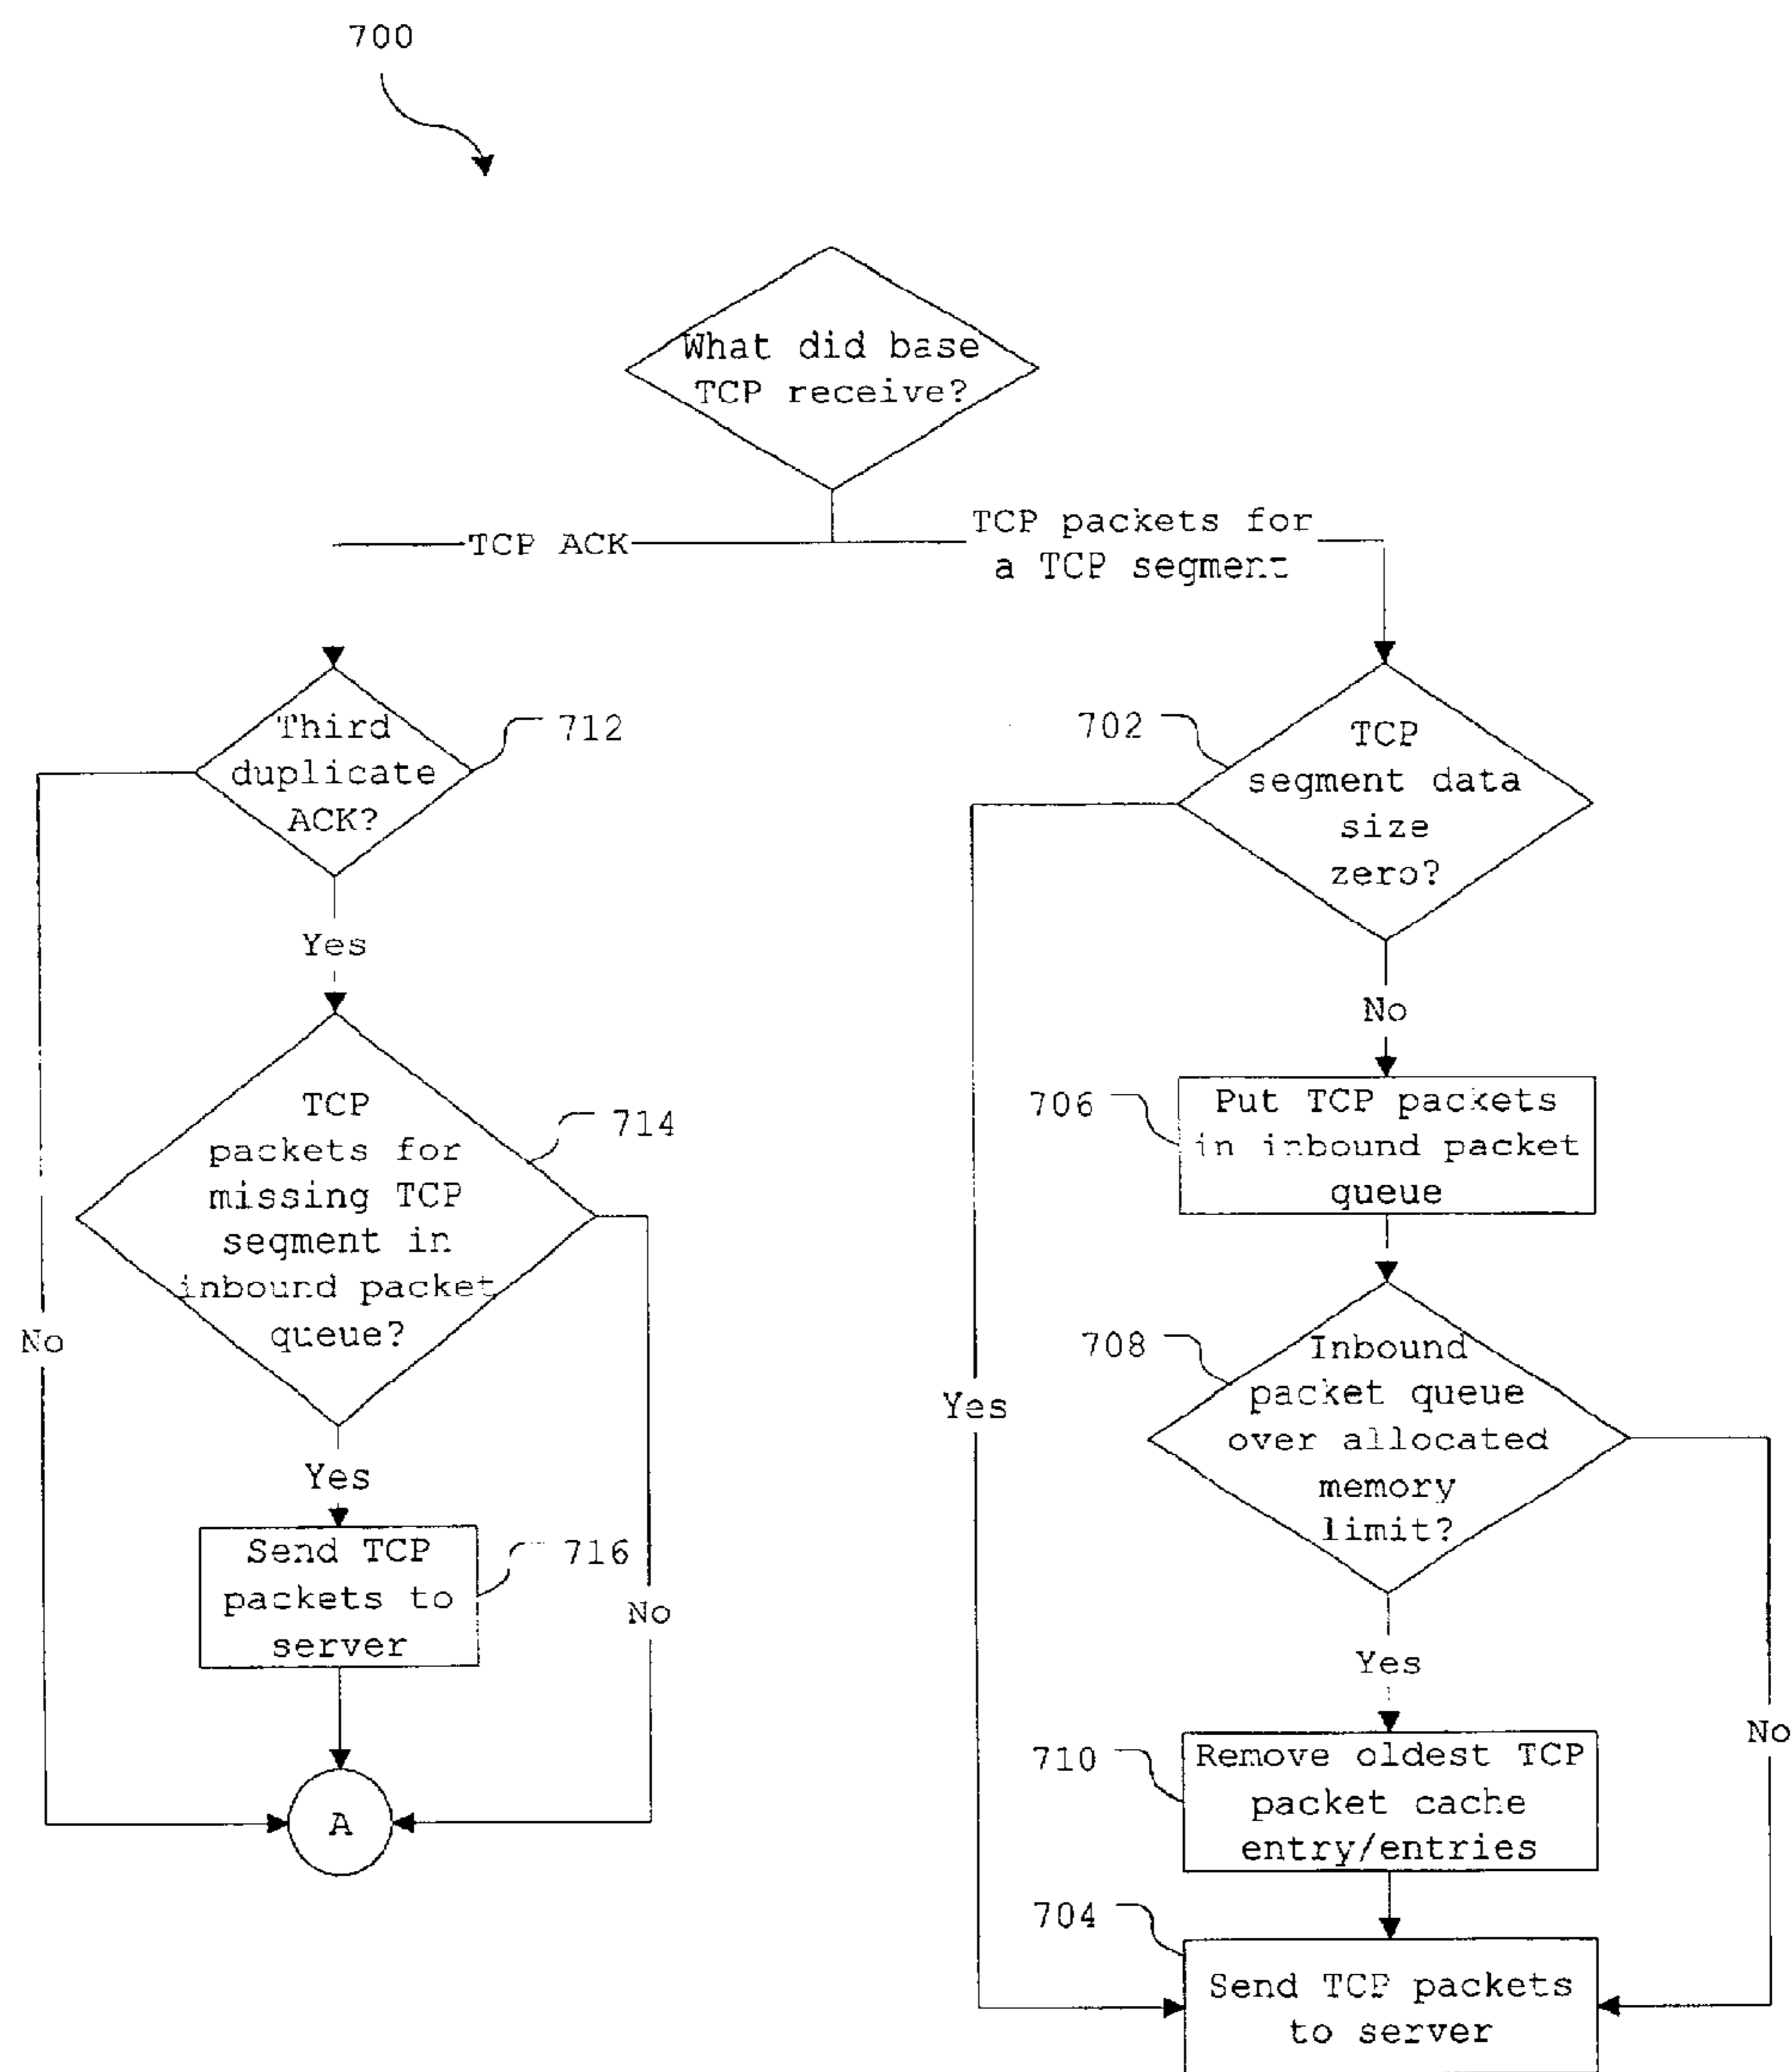 700
What did base
TCP receive?
TCP ACK
TCP packets for
a TCP segment
Third
duplicate
ACK?
712
702
TCP
segment data
size
zero?
Yes
No
706
Put TCP packets
in inbound packet
queue
TCP
packets for
missing TCP
segment in
inbound packet
queue?
714
No
708
Inbound
packet queue
over allocated
memory
limit?
Yes
Yes
Send TCP
packets to
server
716
No
Yes
No
710
Remove oldest TCP
packet cache
entry/entries
A
704
Send TCP packets
to server